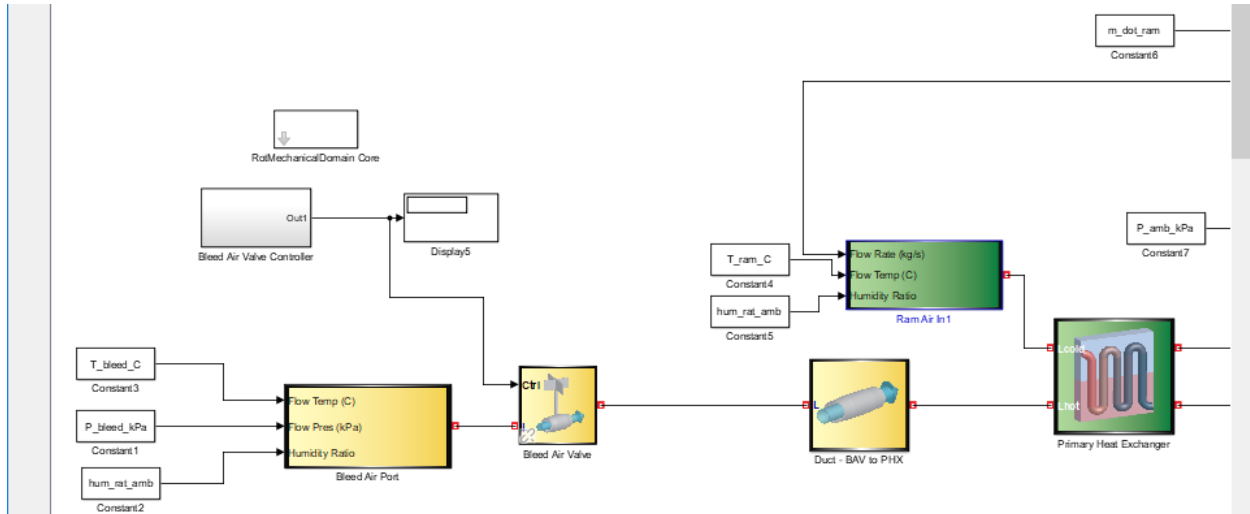 m_dot_ram
Constant6
RotMechanicalDomain Core
Out1
Bleed Air Valve Controller
Display5
P_amb_kPa
Constant7
T_ram_C
Constant4
hum_rat_amb
Constant5
Flow Rate (kg/s)
Flow Temp (C)
Humidity Ratio
Ram Air In1
T_bleed_C
Constant3
P_bleed_kPa
Constant1
hum_rat_amb
Constant2
Flow Temp (C)
Flow Pres (kPa)
Humidity Ratio
Bleed Air Port
Ctrl
L
Bleed Air Valve
L
Duct - BAV to PHX
Lcold
Lhot
Primary Heat Exchanger